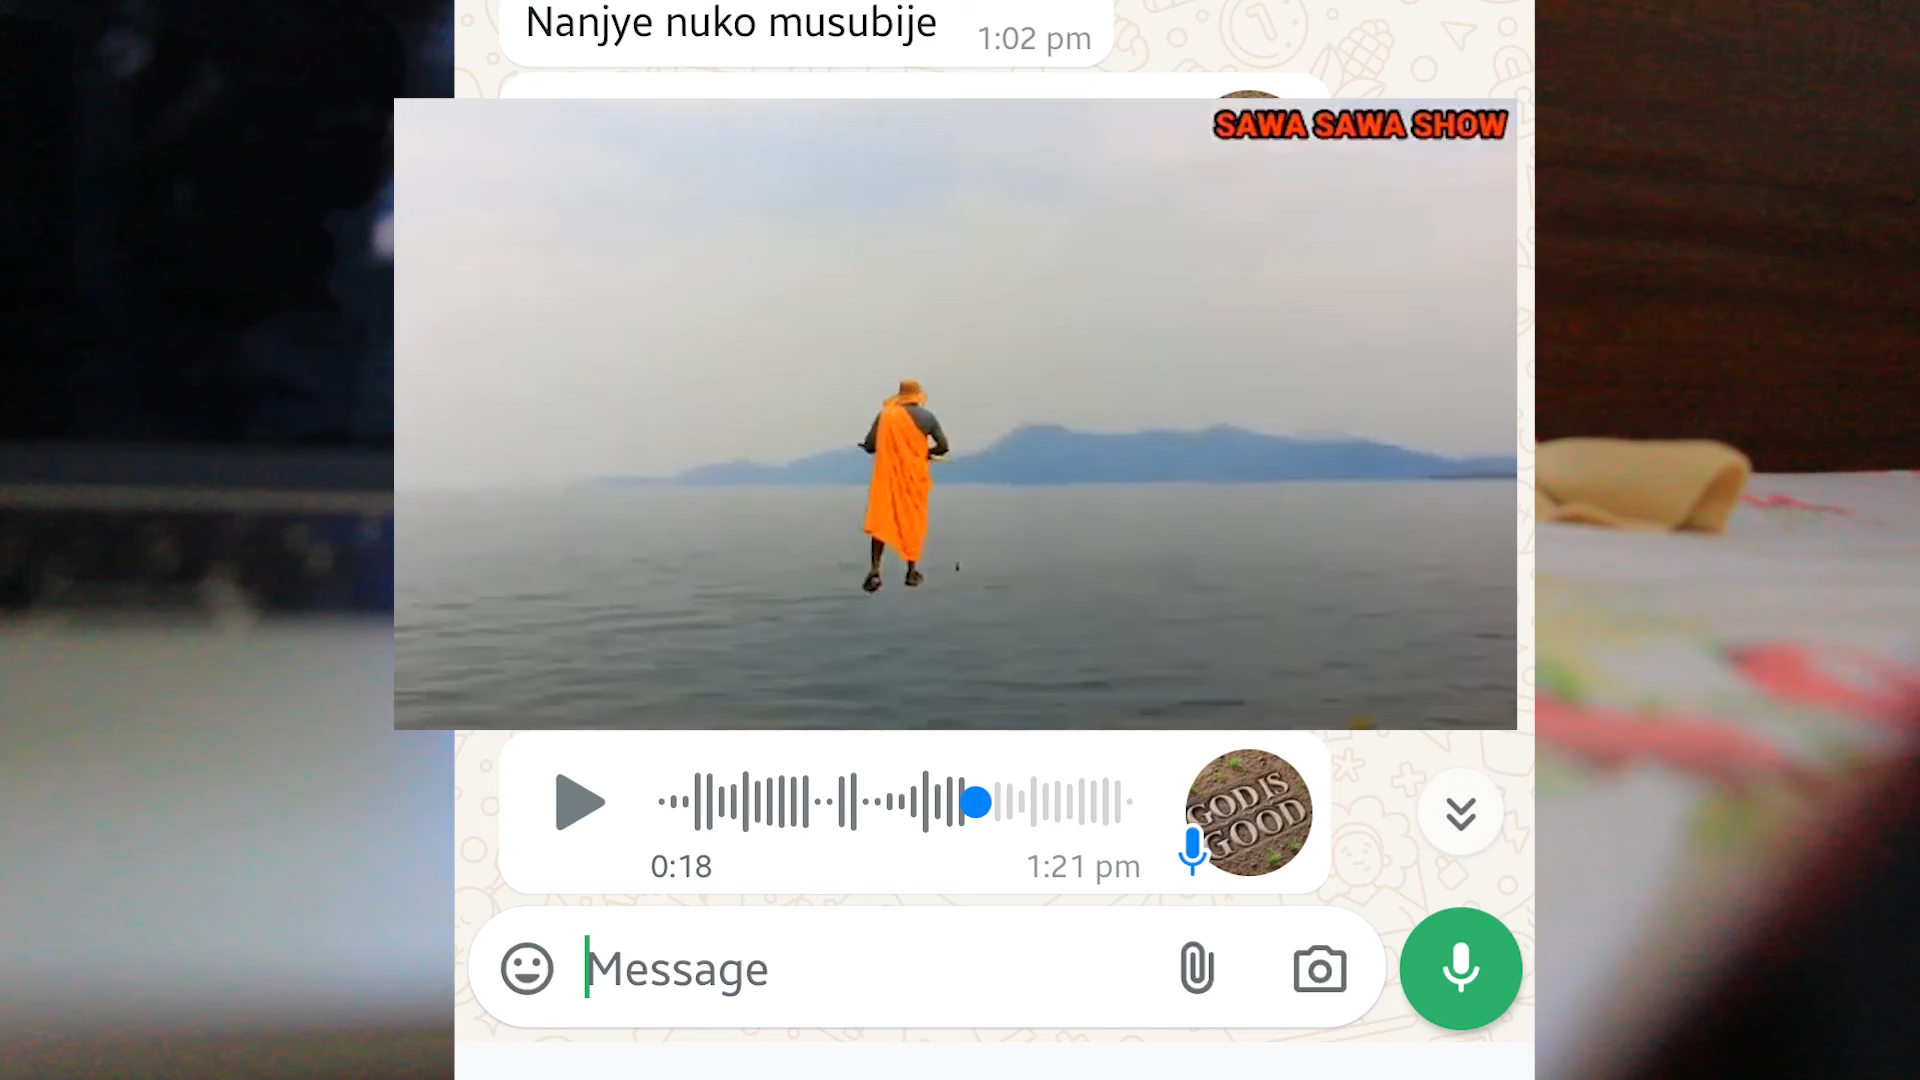 Nanjye nuko musubije
1:02 pm
SAWA SAWA SHOW
0:18
1:21 pm
GOD IS
GOOD
Message